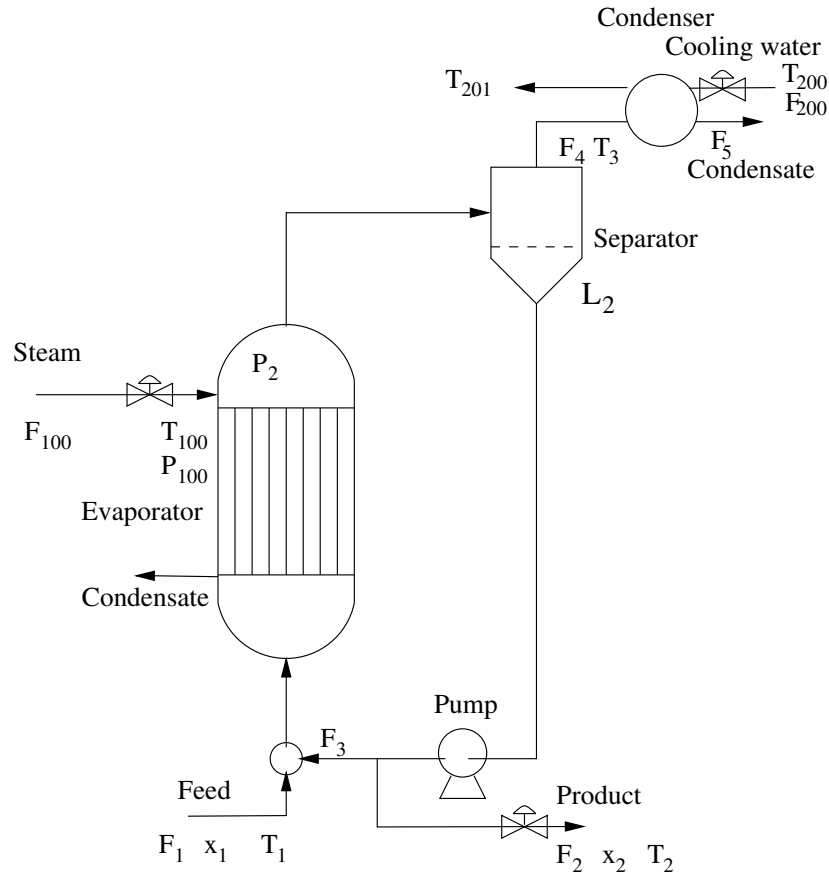 Condenser
Cooling water
T₂₀₁
T₂₀₀
F₂₀₀
F₄ T₃
F₅
Condensate
Separator
L₂
Steam
P₂
F₁₀₀
T₁₀₀
P₁₀₀
Evaporator
Condensate
Pump
F₃
Feed
Product
F₁ x₁ T₁
F₂ x₂ T₂